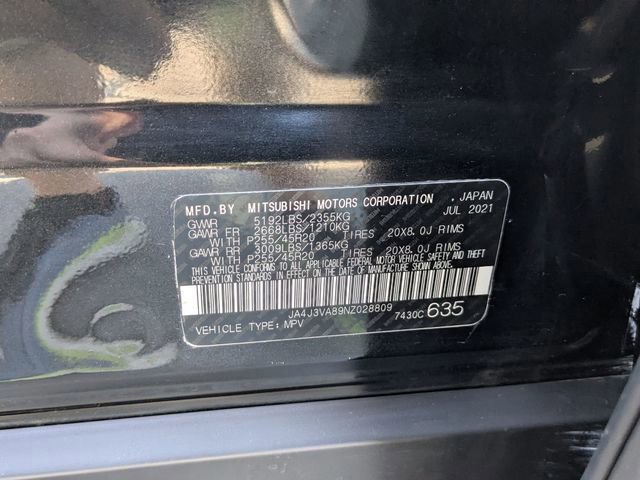 MFD.BY MITSUBISHI MOTORS CORPORATION , JAPAN
GVWR 5192LBS/2355KG JUL 2021
GAWR FR 2668LBS/1210KG
WITH P255/45R20 TIRES 20X8.0J RIMS
GAWR RR 3009LBS/1365KG
WITH P255/45R20 TIRES 20X8.0J RIMS
THIS VEHICLE CONFORMS TO ALL APPLICABLE FEDERAL MOTOR VEHICLE SAFETY AND THEFT
PREVENTION STANDARDS IN EFFECT ON THE DATE OF MANUFACTURE SHOWN ABOVE.
JA4J3VA89NZ028809
VEHICLE TYPE: MPV 7430C 635